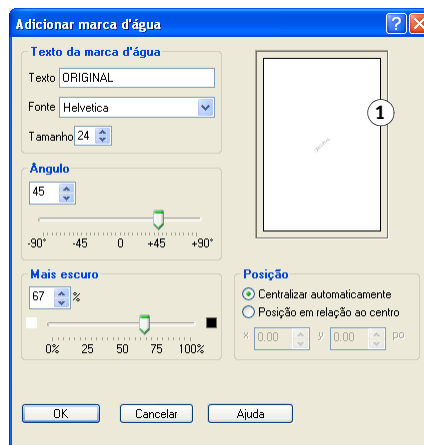 Adicionar marca d'água
Texto da marca d'água
Texto ORIGINAL
Fonte Helvetica
Tamanho 24
1
Ângulo
45
-90° -45 0 +45 +90°
Mais escuro
67 %
0% 25 50 75 100%
Posição
Centralizar automaticamente
Posição em relação ao centro
x 0.00 y 0.00 po
OK Cancelar Ajuda